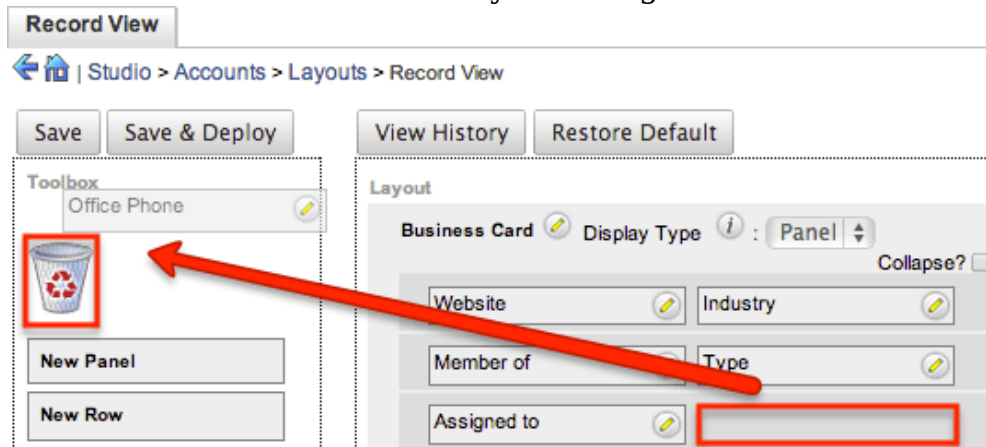 Record View
| Studio > Accounts > Layouts > Record View
Save Save & Deploy View History Restore Default
Toolbox
Office Phone
Layout
Business Card Display Type i : Panel
Collapse?
Website Industry
Member of Type
Assigned to
New Panel
New Row